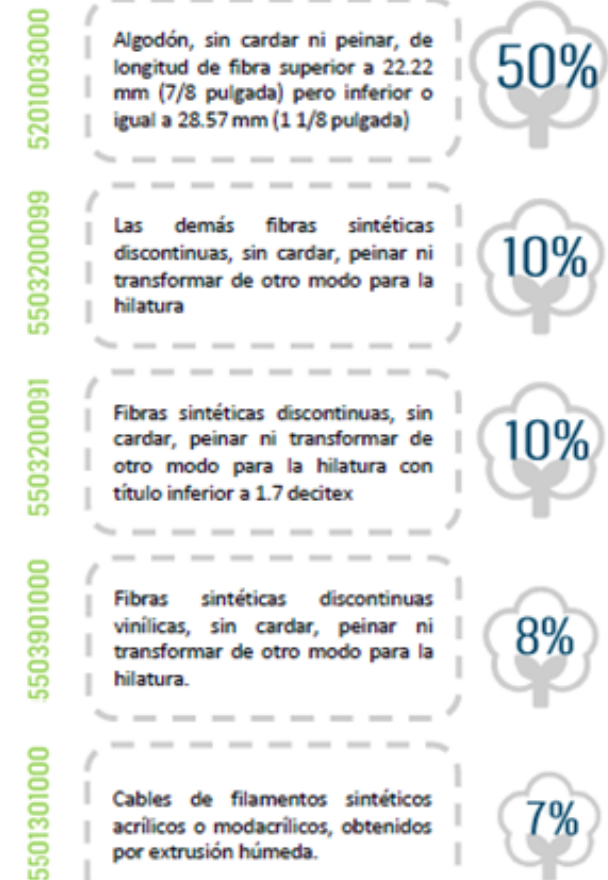 5201003000
Algodón, sin cardar ni peinar, de
longitud de fibra superior a 22.22
mm (7/8 pulgada) pero inferior o
igual a 28.57 mm (1 1/8 pulgada)
50%
5503200099
Las demás fibras sintéticas
discontinuas, sin cardar, peinar ni
transformar de otro modo para la
hilatura
10%
5503200091
Fibras sintéticas discontinuas, sin
cardar, peinar ni transformar de
otro modo para la hilatura con
título inferior a 1.7 decitex
10%
5503901000
Fibras sintéticas discontinuas
vinílicas, sin cardar, peinar ni
transformar de otro modo para la
hilatura.
8%
5501301000
Cables de filamentos sintéticos
acrílicos o modacrílicos, obtenidos
por extrusión húmeda.
7%